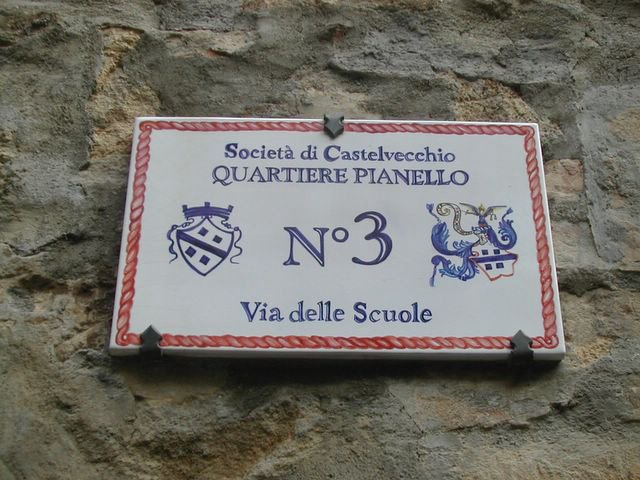 Società di Castelvecchio
QUARTIERE PIANELLO
N° 3
Via delle Scuole